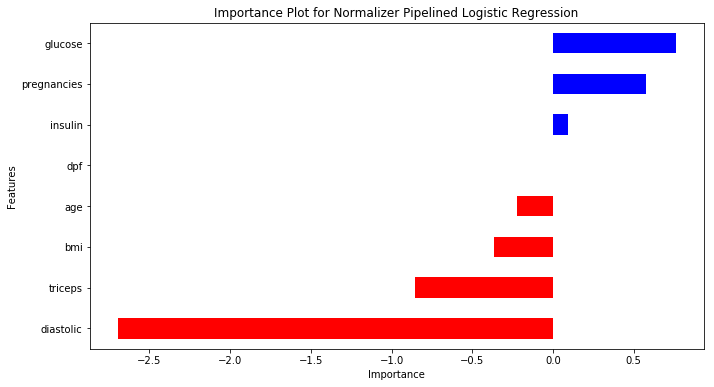 Importance Plot for Normalizer Pipelined Logistic Regression
glucose
pregnancies
insulin
dpf
age
bmi
triceps
diastolic
Features
−2.5 −2.0 −1.5 −1.0 −0.5 0.0 0.5
Importance